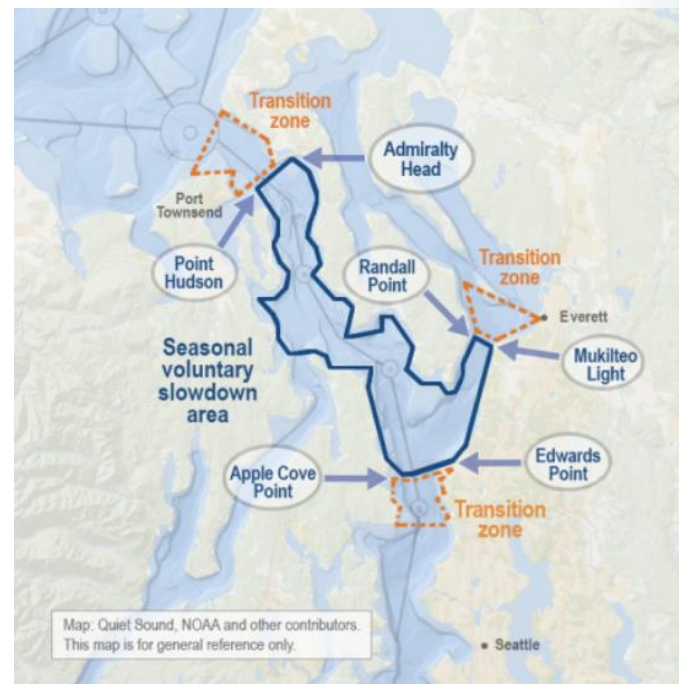 Transition
zone
Admiralty
Head
Port
Townsend
Point
Hudson
Randall
Point
Transition
zone
Everett
Mukilteo
Light
Seasonal
voluntary
slowdown
area
Apple Cove
Point
Edwards
Point
Transition
zone
Map: Quiet Sound, NOAA and other contributors.
This map is for general reference only.
Seattle